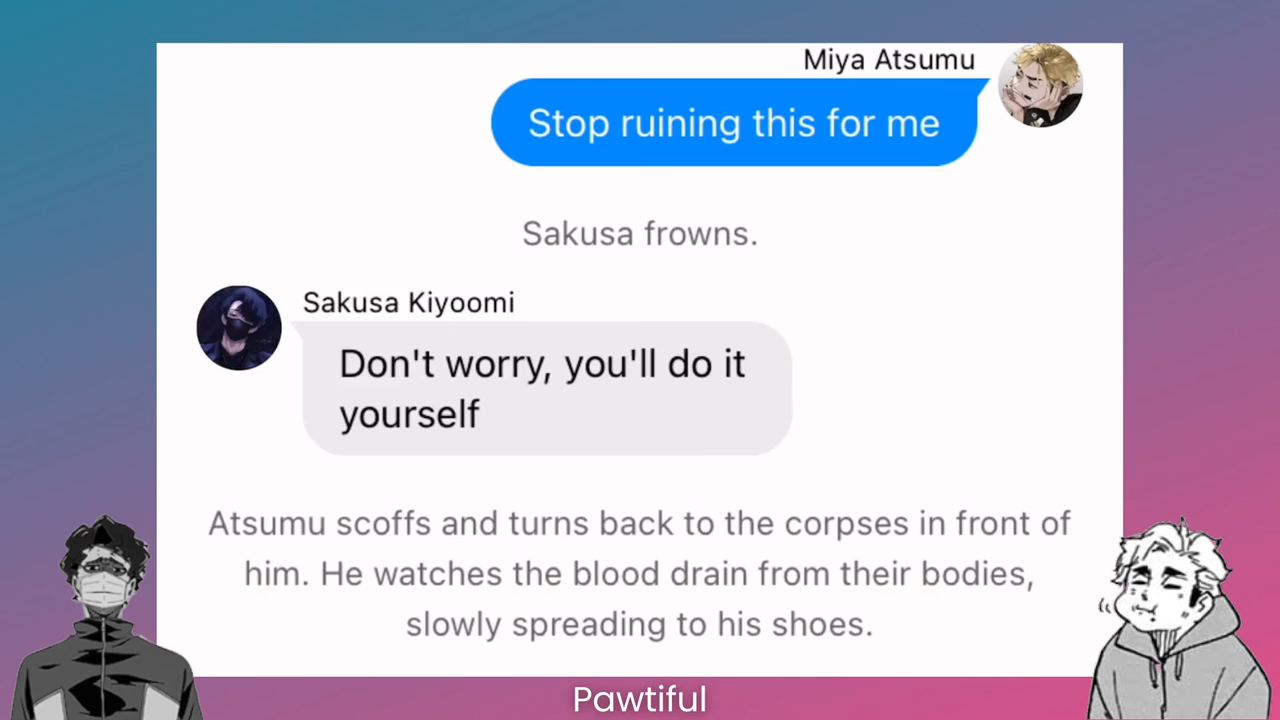 Miya Atsumu
Stop ruining this for me
Sakusa frowns.
Sakusa Kiyoomi
Don't worry, you'll do it
yourself
Atsumu scoffs and turns back to the corpses in front of
him. He watches the blood drain from their bodies,
slowly spreading to his shoes.
Pawtiful